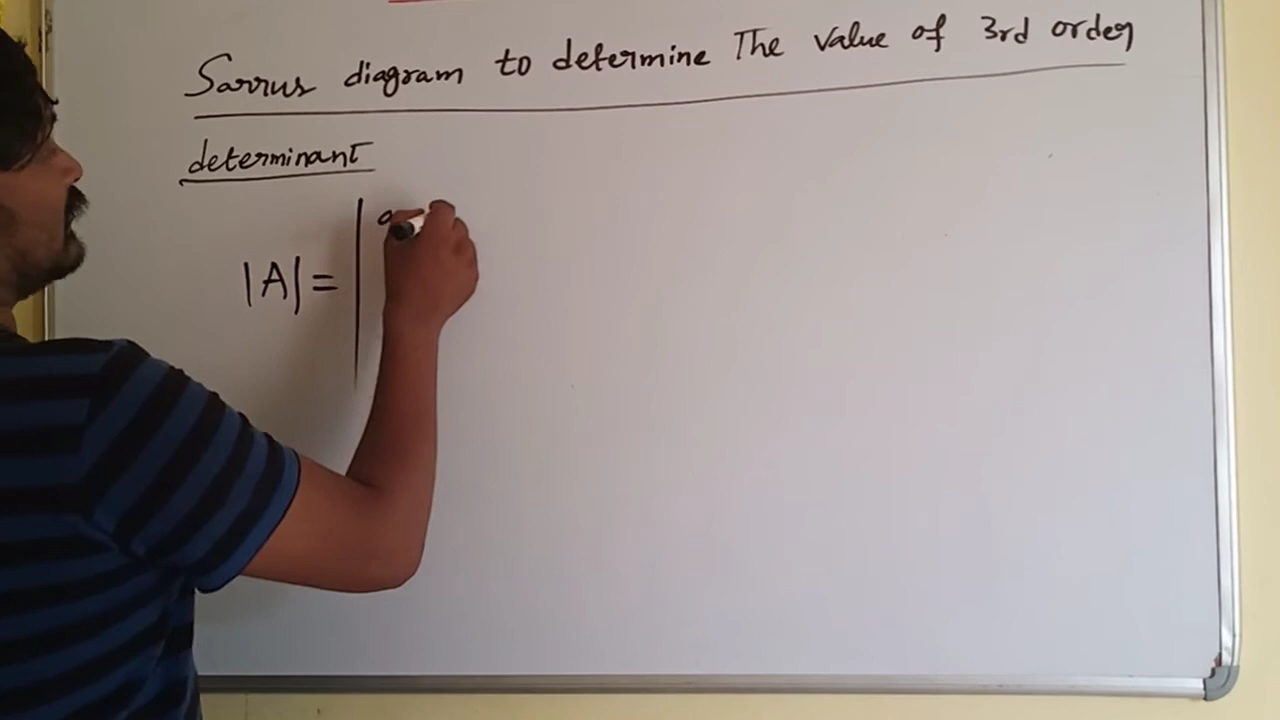 Sarrus diagram to determine The value of 3rd order
determinant
|A| = | a